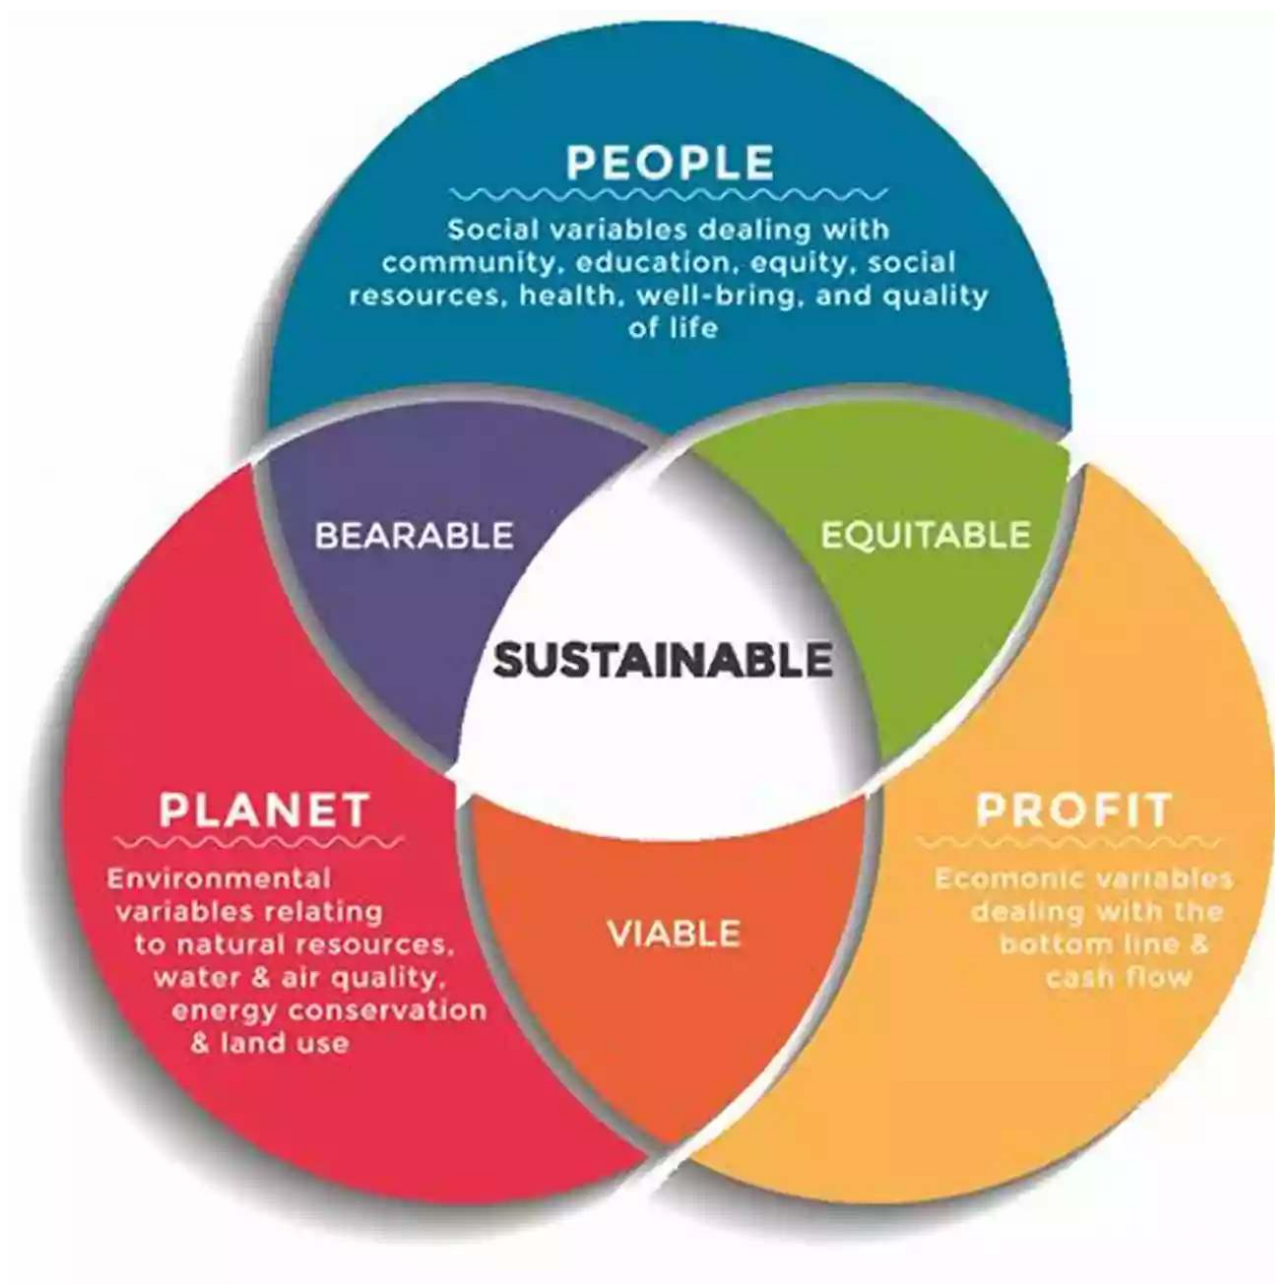 PEOPLE
Social variables dealing with
community, education, equity, social
resources, health, well-bring, and quality
of life
BEARABLE
EQUITABLE
SUSTAINABLE
PLANET
Environmental
variables relating
to natural resources,
water & air quality,
energy conservation
& land use
PROFIT
Ecomonic variables
dealing with the
bottom line &
cash flow
VIABLE